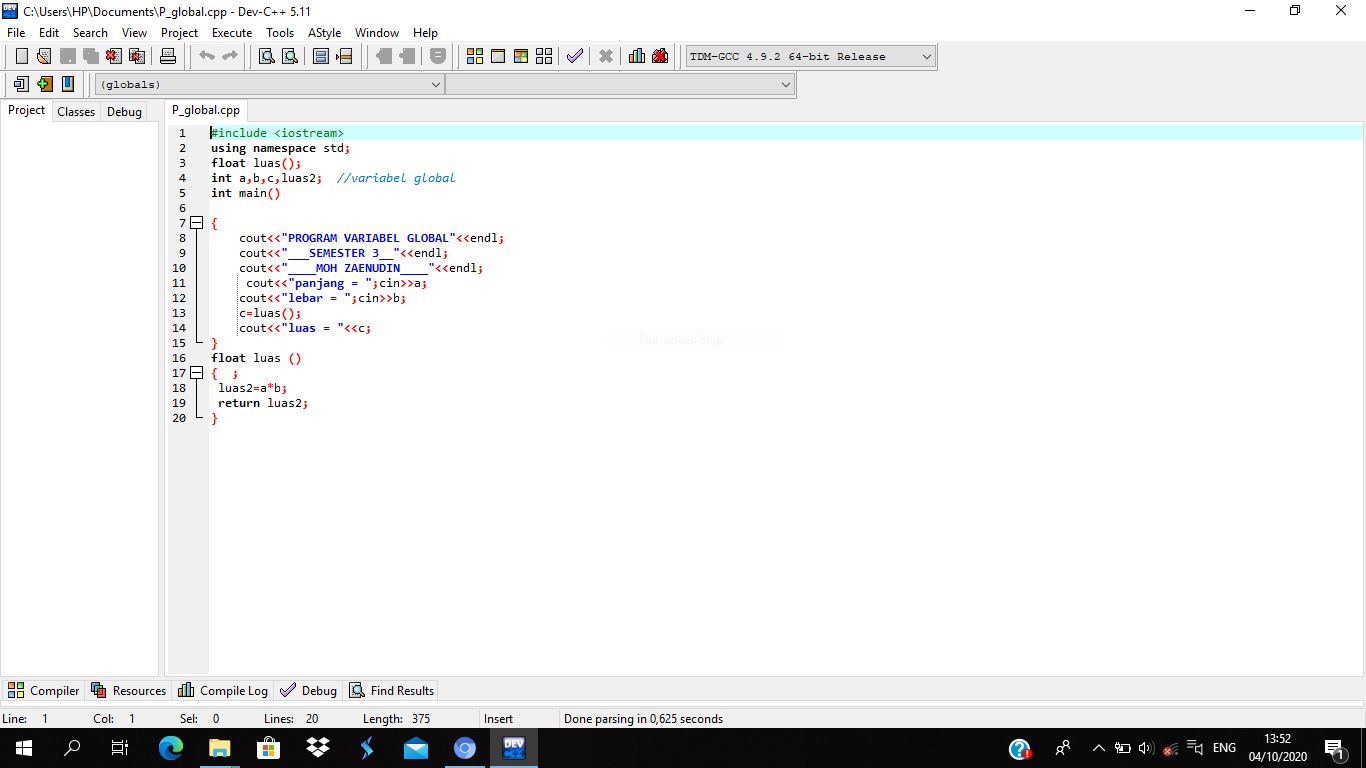 C:\Users\HP\Documents\P_global.cpp - Dev-C++ 5.11
File Edit Search View Project Execute Tools AStyle Window Help
TDM-GCC 4.9.2 64-bit Release
(globals)
Project Classes Debug P_global.cpp
1 #include <iostream>
2 using namespace std;
3 float luas();
4 int a,b,c,luas2; //variabel global
5 int main()
6
7 {
8 cout<<"PROGRAM VARIABEL GLOBAL"<<endl;
9 cout<<"___SEMESTER 3__"<<endl;
10 cout<<"____MOH ZAENUDIN____"<<endl;
11 cout<<"panjang = ";cin>>a;
12 cout<<"lebar = ";cin>>b;
13 c=luas();
14 cout<<"luas = "<<c;
15 }
16 float luas ()
17 { ;
18 luas2=a*b;
19 return luas2;
20 }
Full-screen Snip
Compiler Resources Compile Log Debug Find Results
Line: 1 Col: 1 Sel: 0 Lines: 20 Length: 375 Insert Done parsing in 0,625 seconds
DEV ENG 13:52
04/10/2020 1